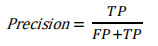 Precision = TP / FP+TP